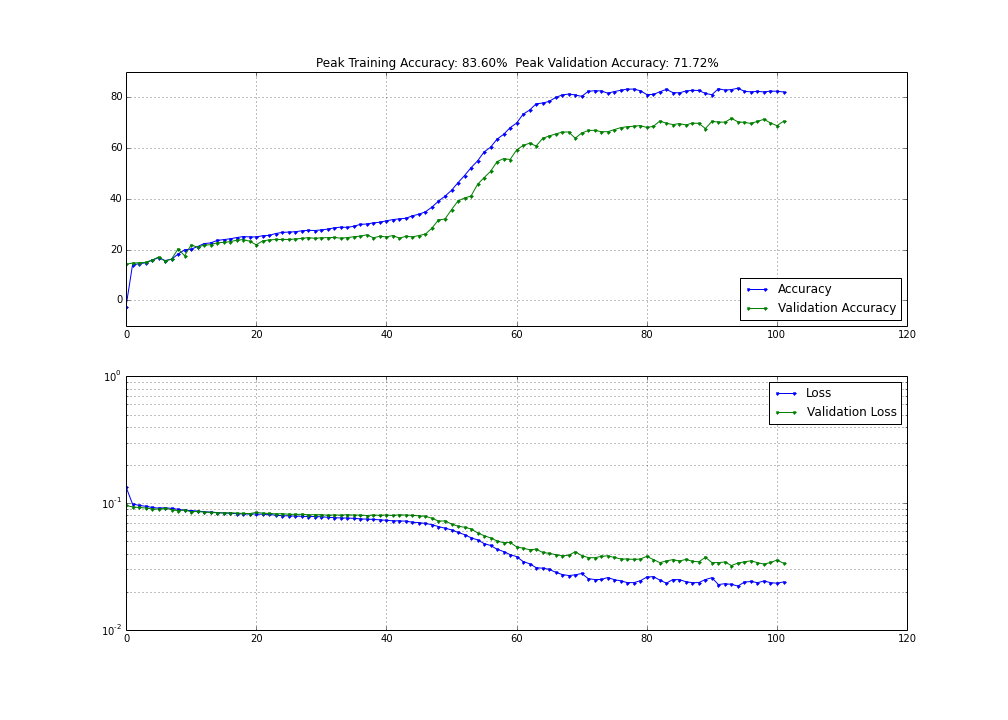 Peak Training Accuracy: 83.60%  Peak Validation Accuracy: 71.72%
80
60
40
20
0
0 20 40 60 80 100 120
Accuracy
Validation Accuracy
10^0
10^-1
10^-2
0 20 40 60 80 100 120
Loss
Validation Loss